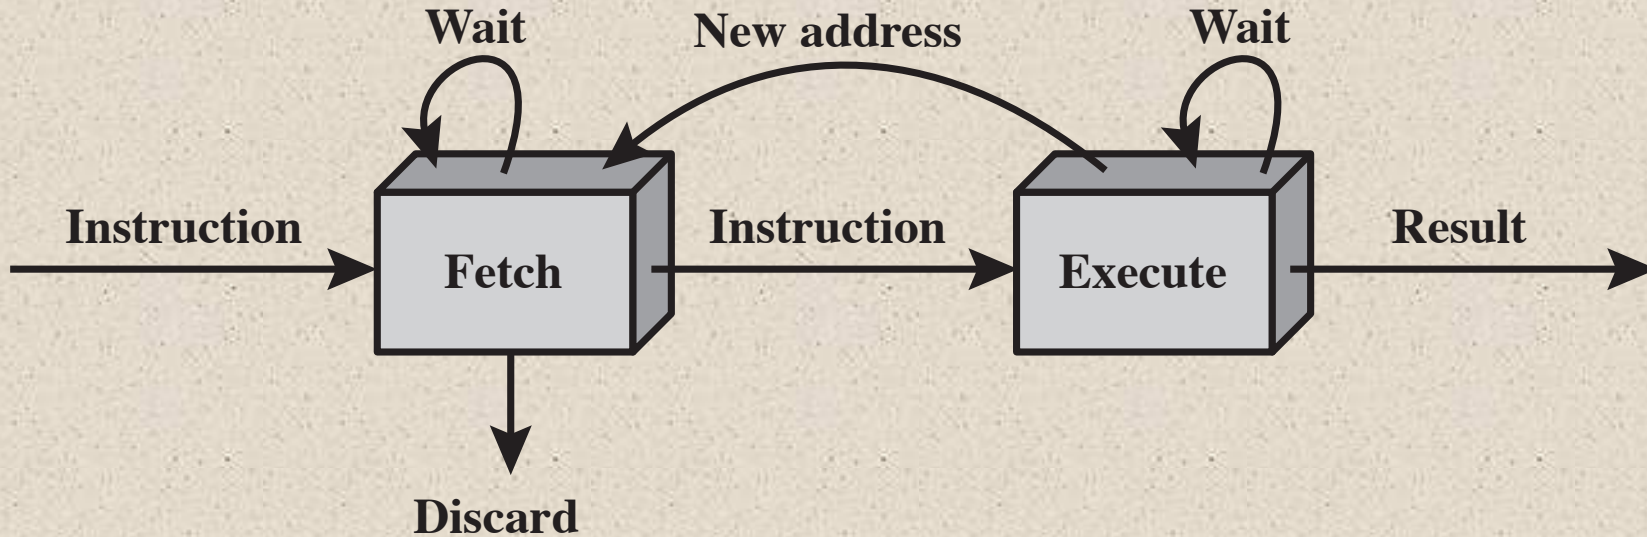 Wait
New address
Wait
Instruction
Instruction
Result
Fetch
Execute
Discard